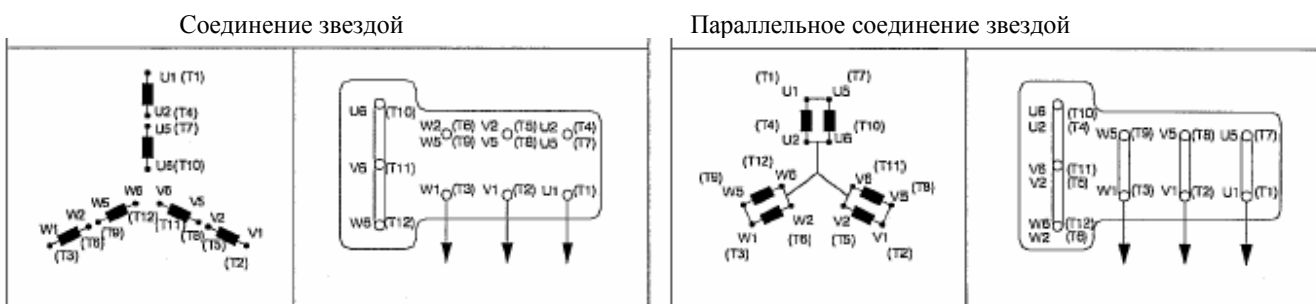 Соединение звездой
Параллельное соединение звездой
U1 (T1)
U2 (T4)
U5 (T7)
U6(T10)
W6 V6
W5 (T12) (T11) V5
W2 (T9) (T8) V2
W1 (T6) (T5) V1
(T3) (T2)
U6 (T10)
V6 (T11)
W6 (T12)
W2 (T6) V2 (T5) U2 (T4)
W5 (T9) V5 (T8) U5 (T7)
W1 (T3) V1 (T2) U1 (T1)
(T1) (T7)
U1 U5
(T4) (T10)
U2 U6
(T12) (T11)
W6 V6
(T9) W5 V5 (T8)
W2 V2
W1 (T6) (T5) V1
(T3) (T2)
U6 (T10)
U2 (T4)
V6 (T11)
V2 (T5)
W6 (T12)
W2 (T6)
W5 (T9) V5 (T8) U5 (T7)
W1 (T3) V1 (T2) U1 (T1)